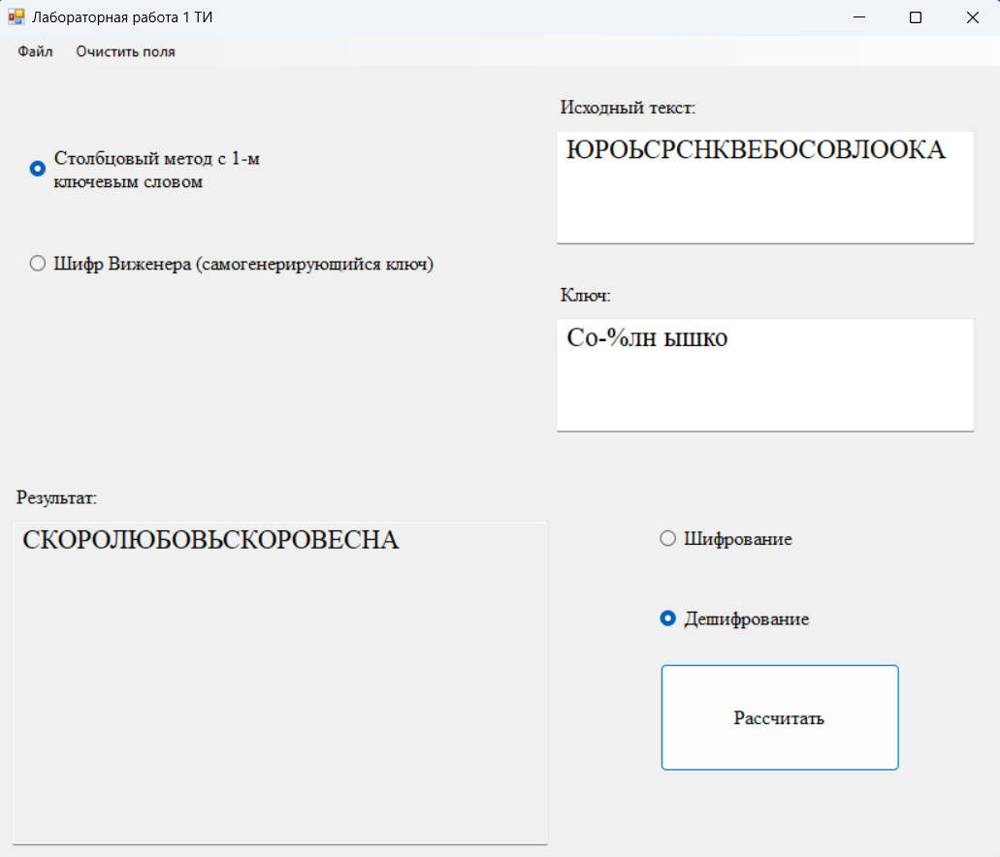 Лабораторная работа 1 ТИ
Файл Очистить поля
Столбцовый метод с 1-м
ключевым словом
Шифр Виженера (самогенерирующийся ключ)
Исходный текст:
ЮРОЬСРСНКВЕБОСОВЛООКА
Ключ:
Со-%лн ышко
Результат:
СКОРОЛЮБОВЬСКОРОВЕСНА
Шифрование
Дешифрование
Рассчитать